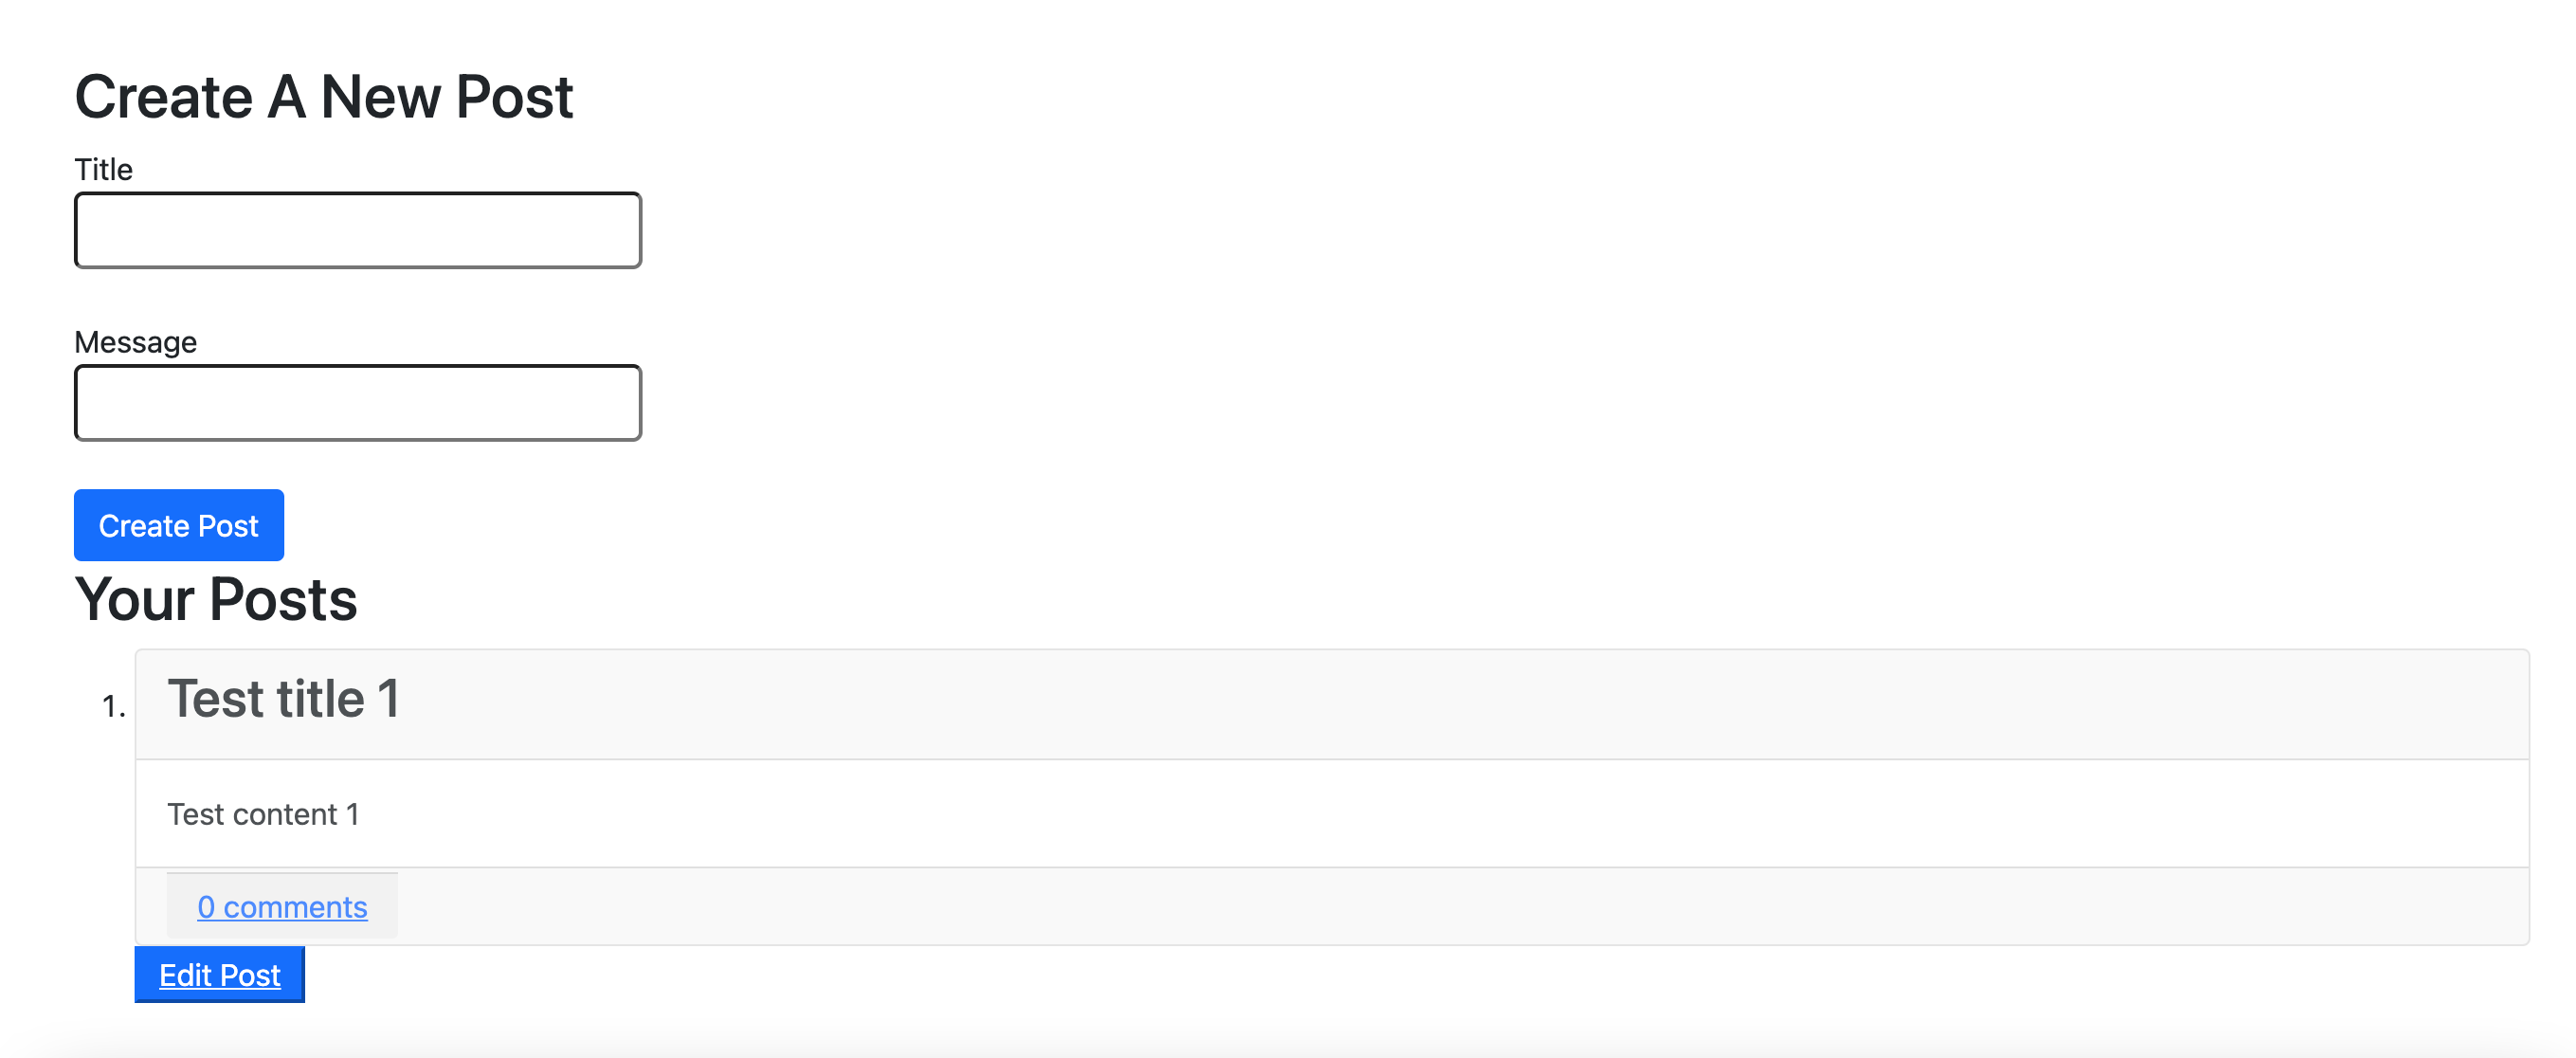 Create A New Post
Title
Message
Create Post
Your Posts
1. Test title 1
Test content 1
0 comments
Edit Post